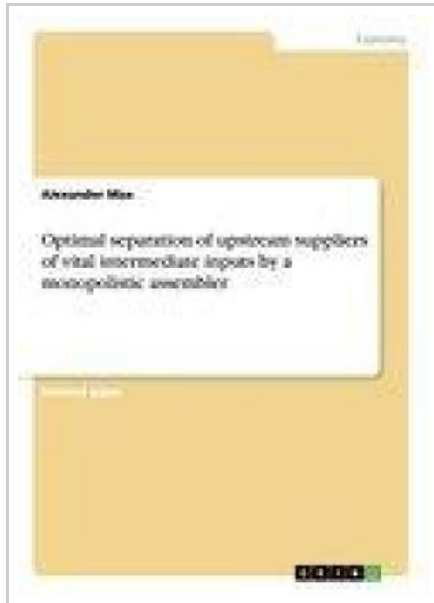 Alexander Max
Optimal separation of upstream suppliers
of vital intermediate inputs by a
monopolistic assembler
G R I N